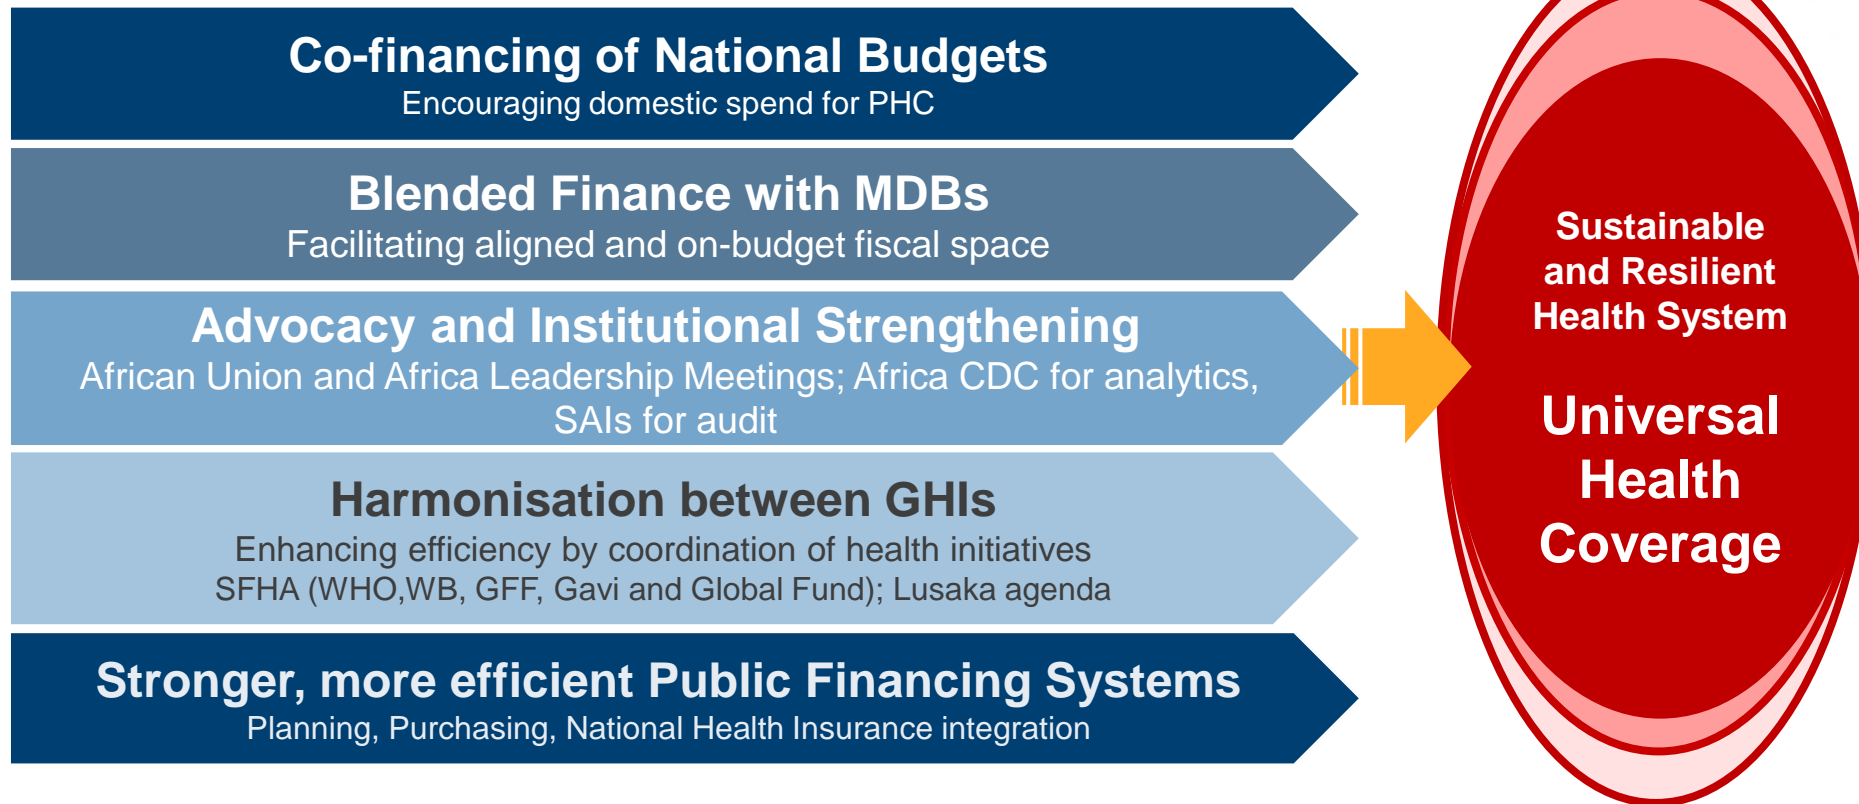 Co-financing of National Budgets
Encouraging domestic spend for PHC
Blended Finance with MDBs
Facilitating aligned and on-budget fiscal space
Advocacy and Institutional Strengthening
African Union and Africa Leadership Meetings; Africa CDC for analytics,
SAIs for audit
Harmonisation between GHIs
Enhancing efficiency by coordination of health initiatives
SFHA (WHO,WB, GFF, Gavi and Global Fund); Lusaka agenda
Stronger, more efficient Public Financing Systems
Planning, Purchasing, National Health Insurance integration
Sustainable
and Resilient
Health System
Universal
Health
Coverage